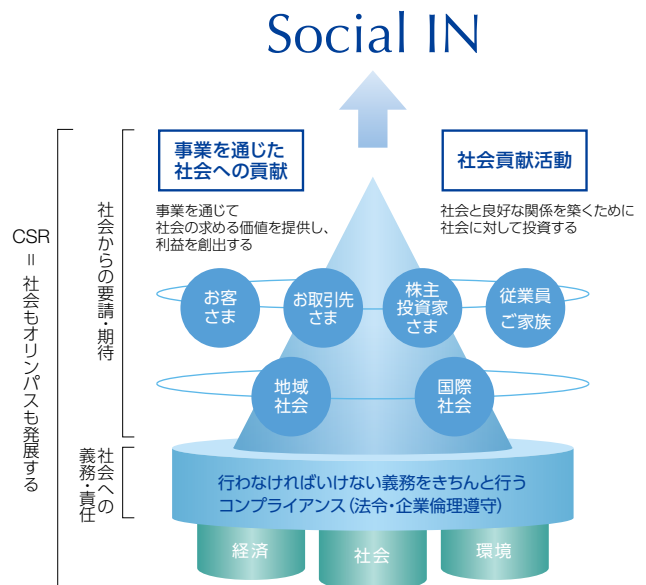 Social IN
事業を通じた
社会への貢献
社会貢献活動
事業を通じて
社会の求める価値を提供し、
利益を創出する
社会と良好な関係を築くために
社会に対して投資する
CSR
＝社会もオリンパスも発展する
社会からの要請・期待
お客
さま
お取引先
さま
株主
投資家
さま
従業員
ご家族
地域
社会
国際
社会
社会への
義務・責任
行わなければいけない義務をきちんと行う
コンプライアンス（法令・企業倫理遵守）
経済
社会
環境